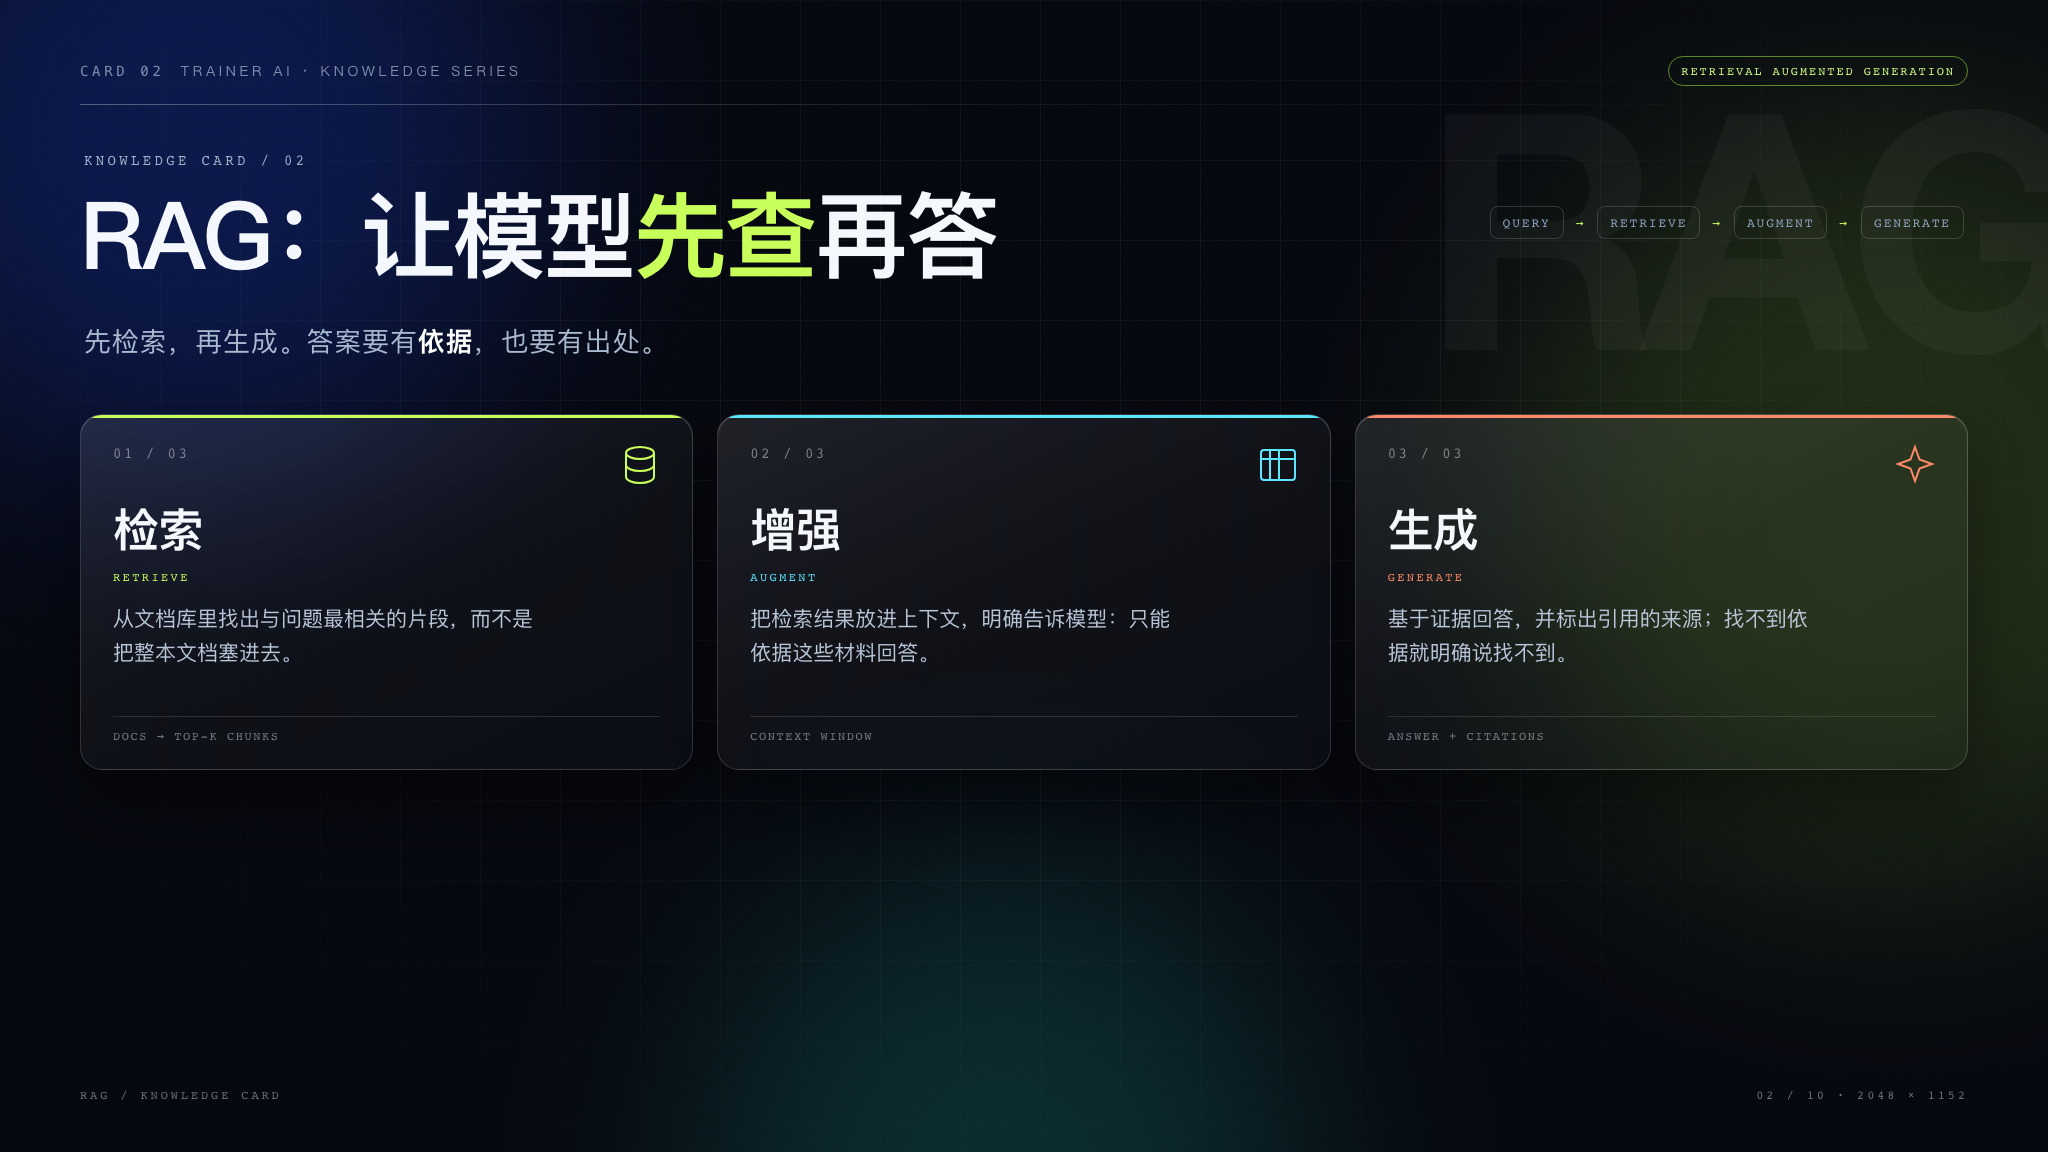 CARD 02 TRAINER AI · KNOWLEDGE SERIES
RETRIEVAL AUGMENTED GENERATION
RAG
KNOWLEDGE CARD / 02
RAG：让模型先查再答
QUERY → RETRIEVE → AUGMENT → GENERATE
先检索，再生成。答案要有依据，也要有出处。
01 / 03
检索
RETRIEVE
从文档库里找出与问题最相关的片段，而不是
把整本文档塞进去。
DOCS → TOP-K CHUNKS
02 / 03
增强
AUGMENT
把检索结果放进上下文，明确告诉模型：只能
依据这些材料回答。
CONTEXT WINDOW
03 / 03
生成
GENERATE
基于证据回答，并标出引用的来源；找不到依
据就明确说找不到。
ANSWER + CITATIONS
RAG / KNOWLEDGE CARD
02 / 10 · 2048 × 1152